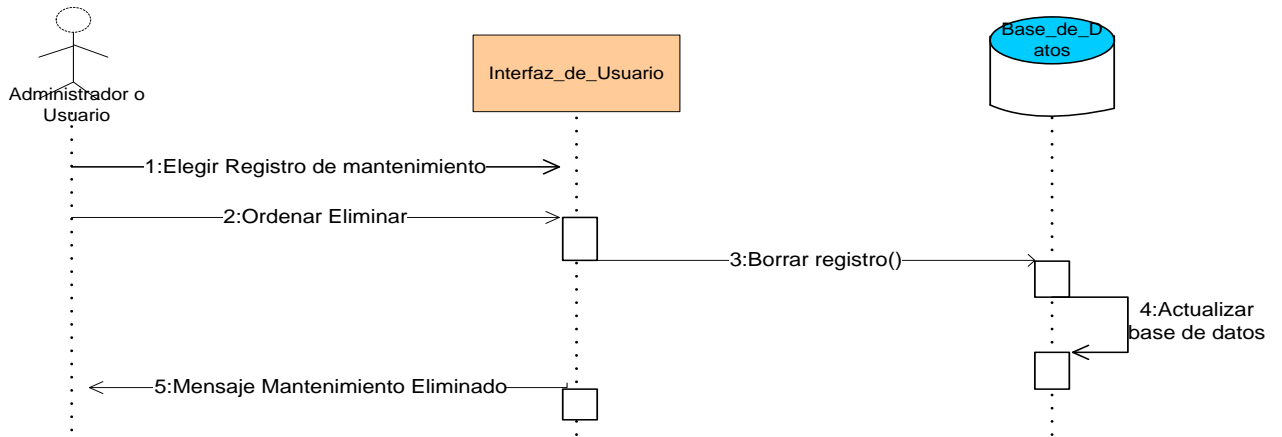 Administrador o
Usuario
Interfaz_de_Usuario
Base_de_D
atos
1:Elegir Registro de mantenimiento
2:Ordenar Eliminar
3:Borrar registro()
4:Actualizar
base de datos
5:Mensaje Mantenimiento Eliminado